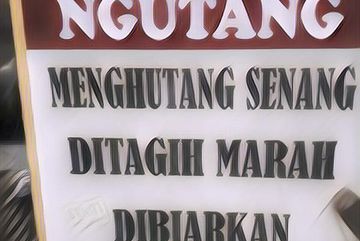 NGUTANG
MENGHUTANG SENANG
DITAGIH MARAH
DIBIARKAN